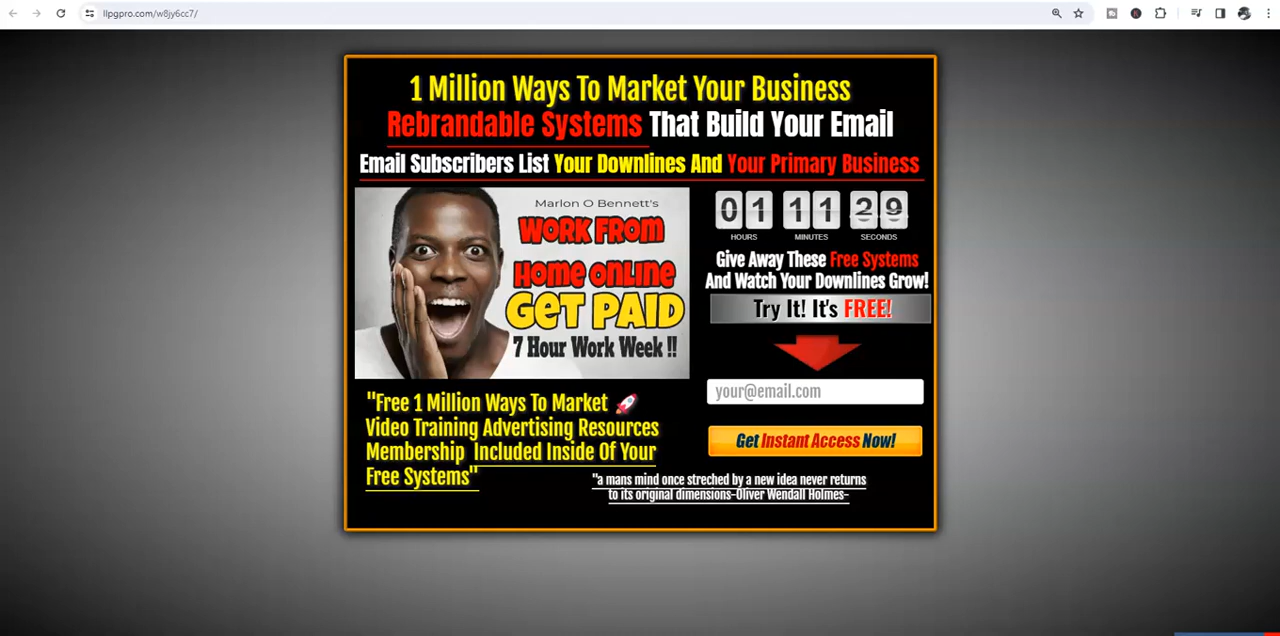 llpgpro.com/w8jy6cc7/
1 Million Ways To Market Your Business
Rebrandable Systems That Build Your Email
Email Subscribers List Your Downlines And Your Primary Business
Marlon O Bennett's
WORK FROM
HOME ONLINE
GET PAID
7 Hour Work Week !!
01 11 29
HOURS MINUTES SECONDS
Give Away These Free Systems
And Watch Your Downlines Grow!
Try It! It's FREE!
your@email.com
Get Instant Access Now!
"Free 1 Million Ways To Market 🚀
Video Training Advertising Resources
Membership Included Inside Of Your
Free Systems"
"a mans mind once streched by a new idea never returns
to its original dimensions-Oliver Wendall Holmes-